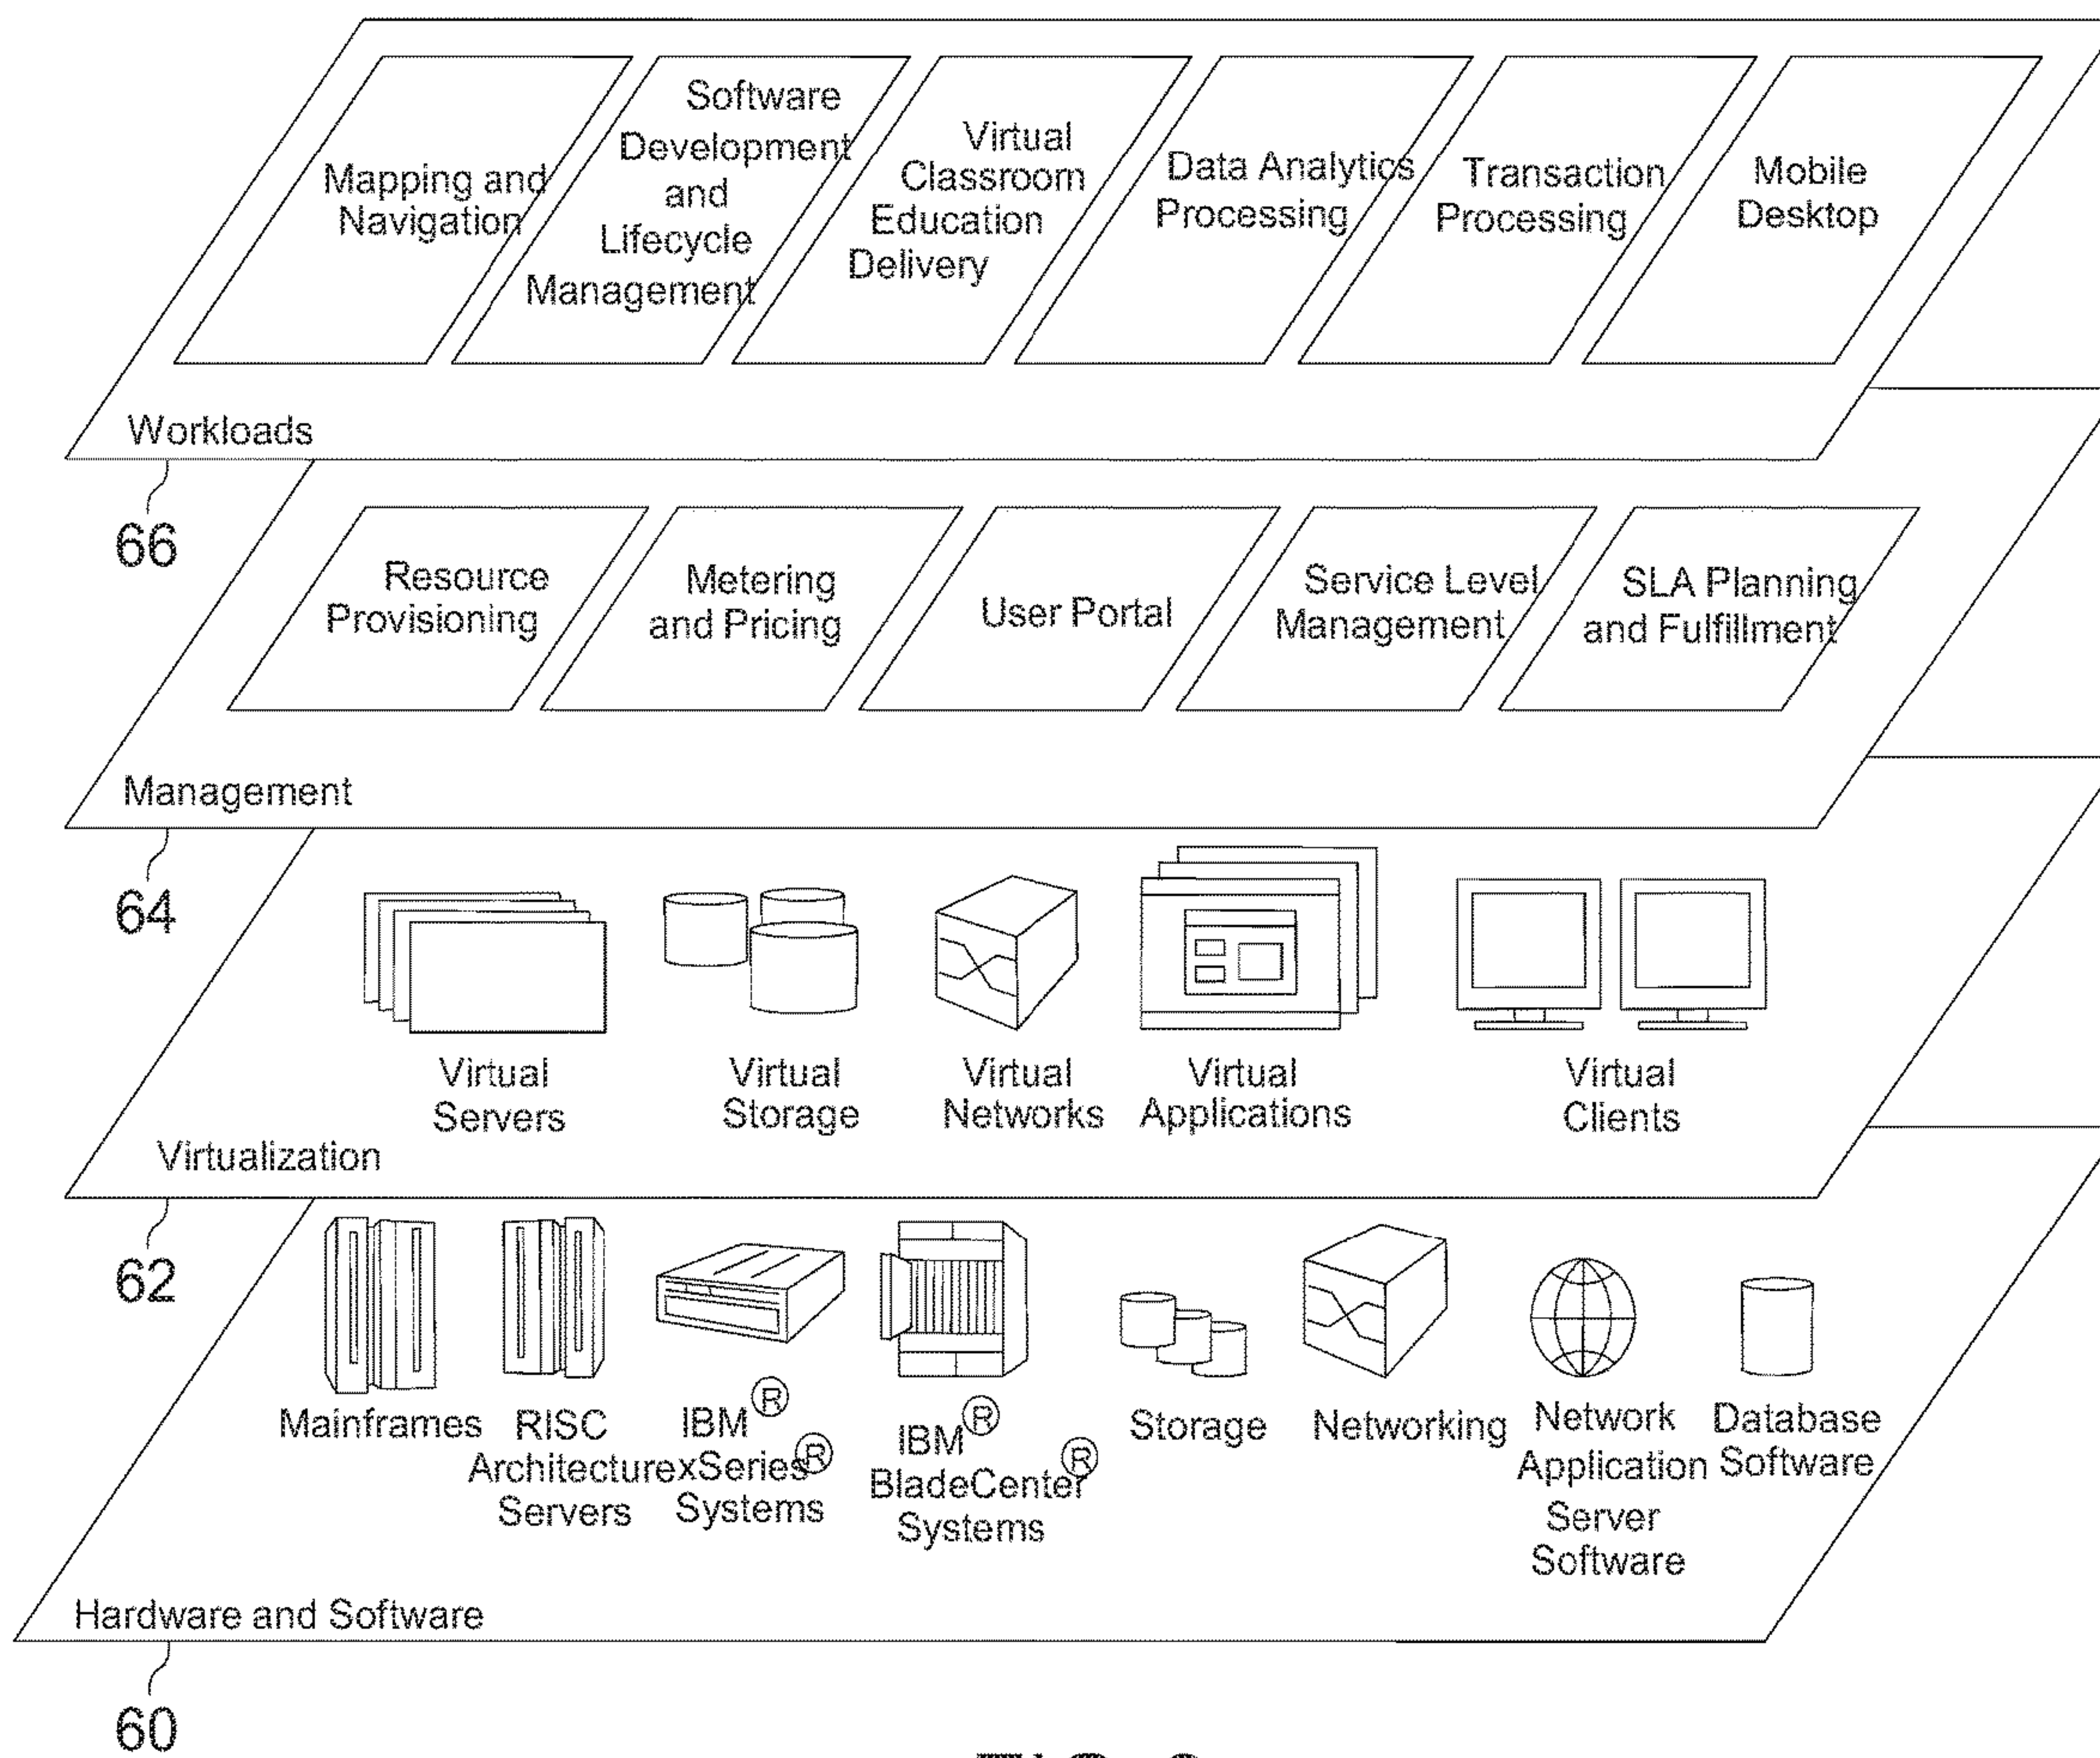 Mapping and
Navigation
Software
Development
and
Lifecycle
Management
Virtual
Classroom
Education
Delivery
Data Analytics
Processing
Transaction
Processing
Mobile
Desktop
Workloads
66
Resource
Provisioning
Metering
and Pricing
User Portal
Service Level
Management
SLA Planning
and Fulfillment
Management
64
Virtual
Servers
Virtual
Storage
Virtual
Networks
Virtual
Applications
Virtual
Clients
Virtualization
62
Mainframes
RISC
Architecture
Servers
IBM®
xSeries®
Systems
IBM®
BladeCenter®
Systems
Storage
Networking
Network
Application
Server
Software
Database
Software
Hardware and Software
60